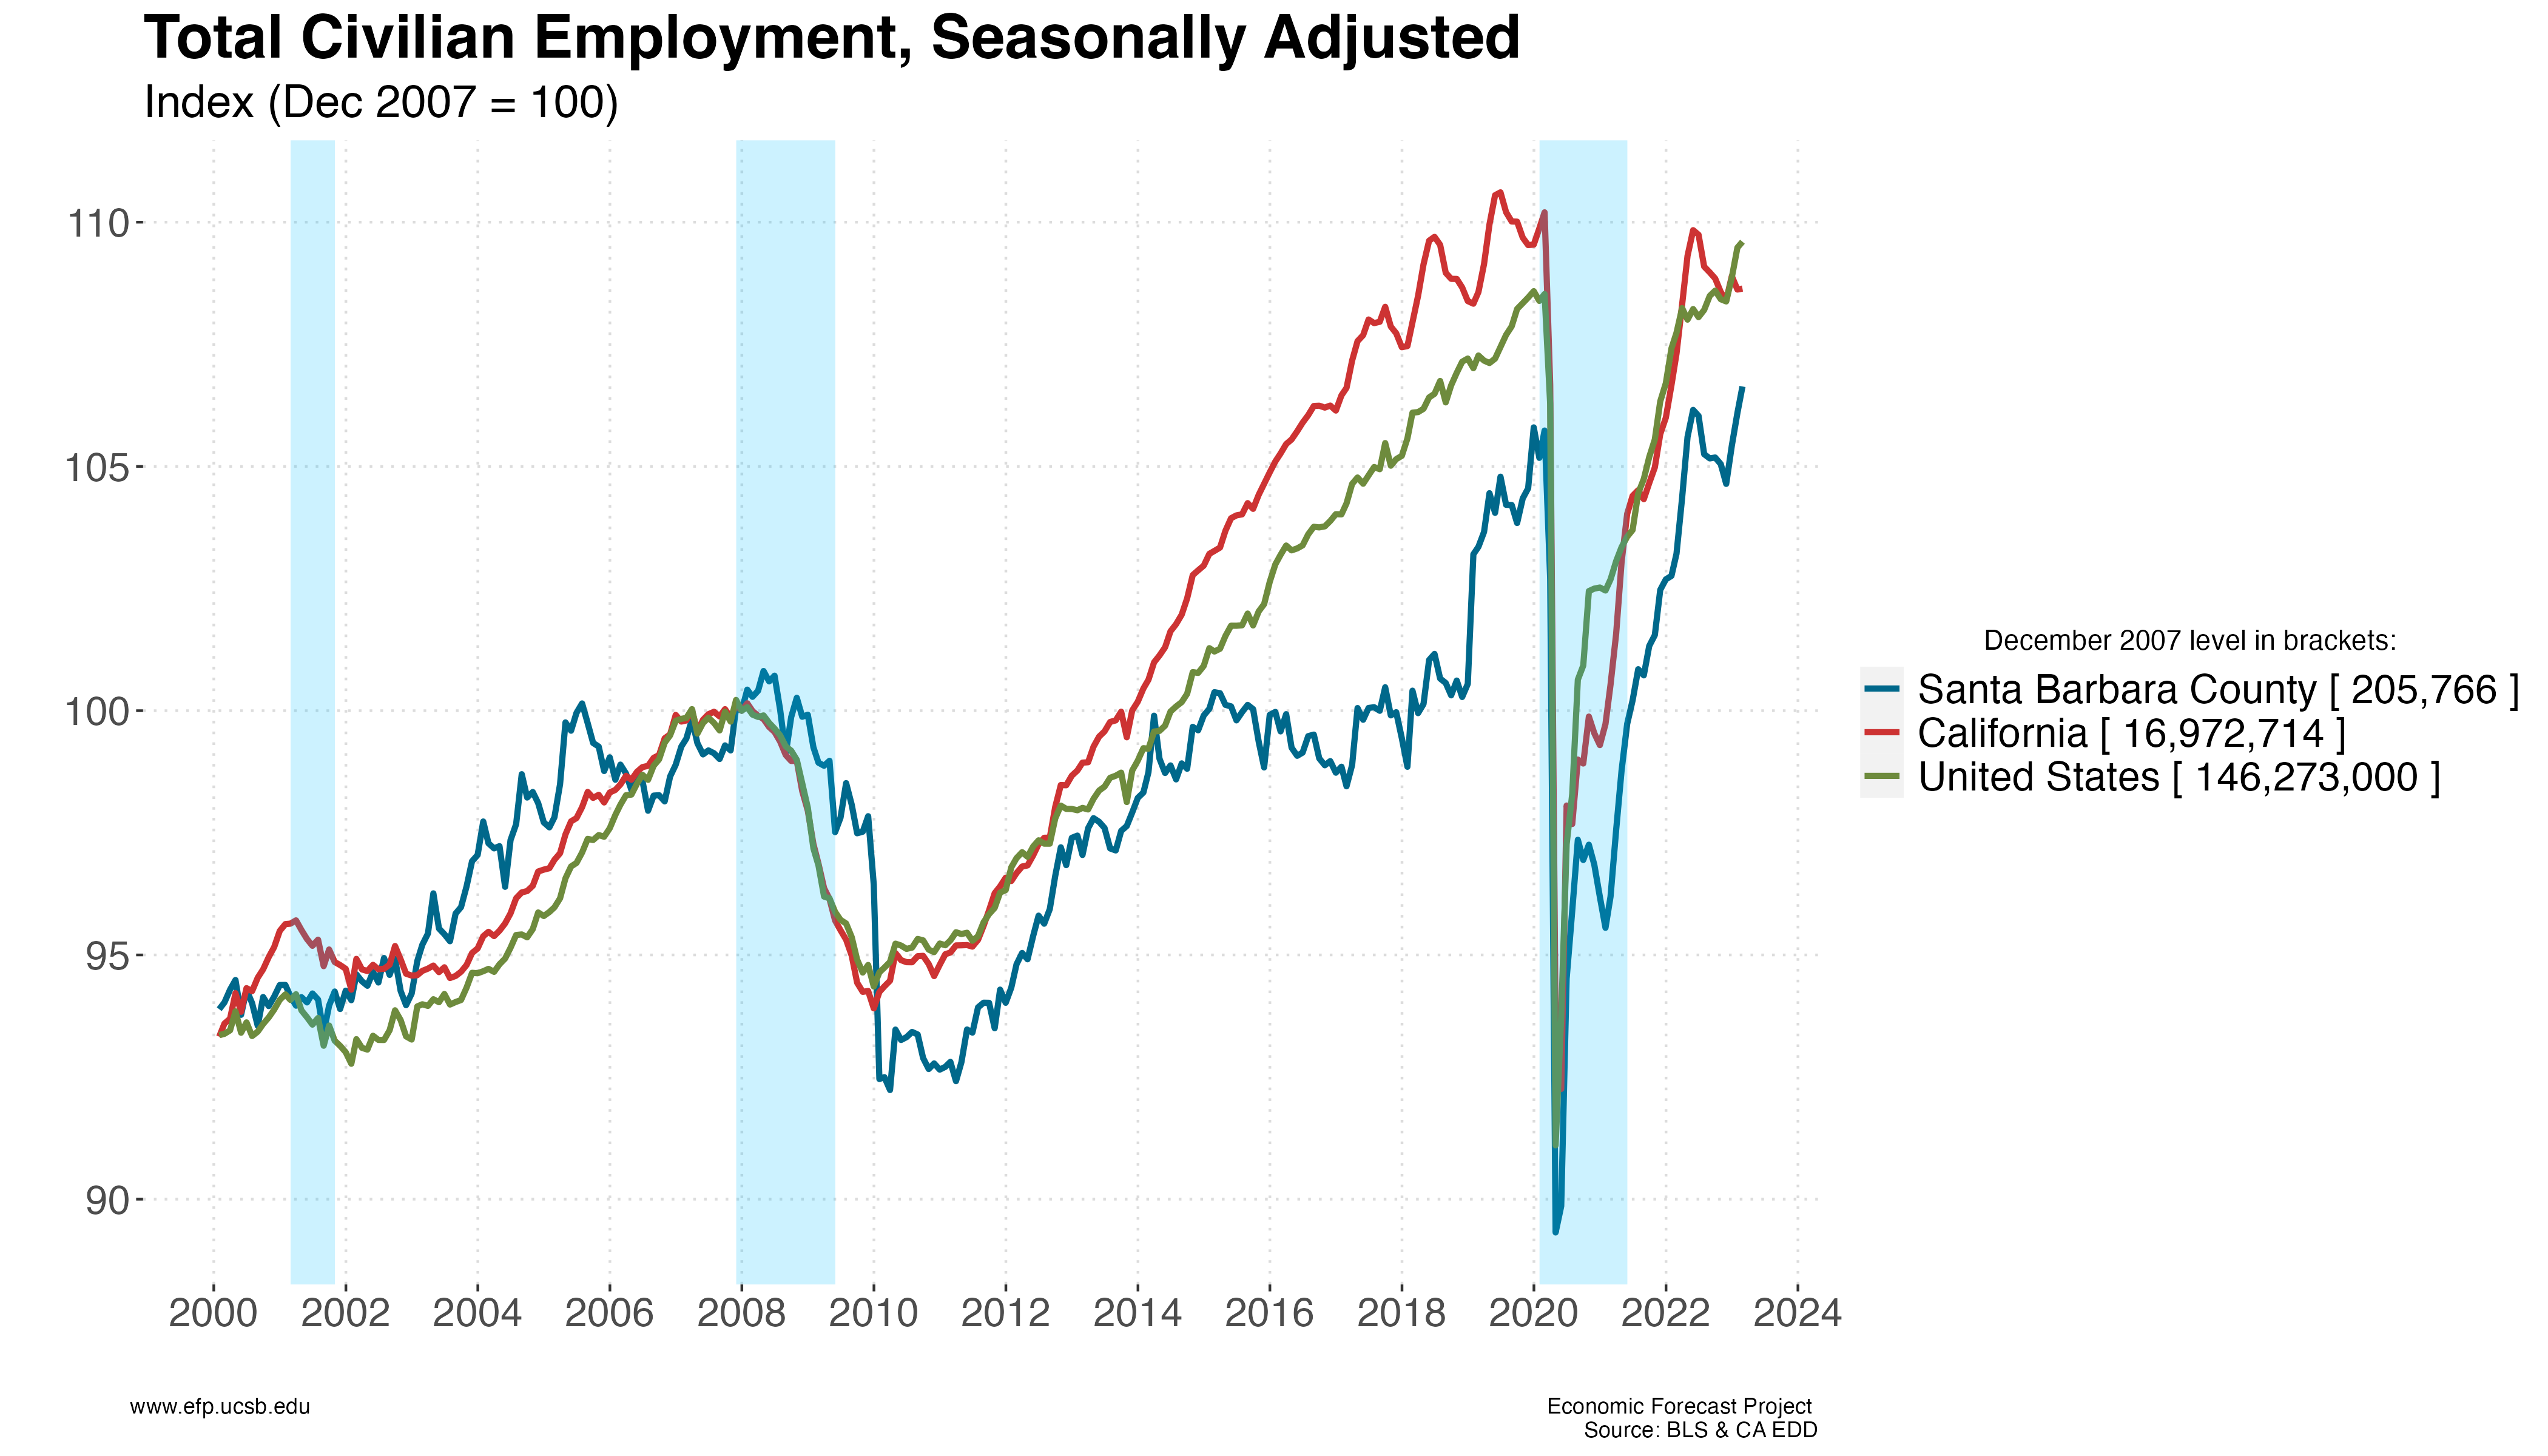 Total Civilian Employment, Seasonally Adjusted
Index (Dec 2007 = 100)
110
105
100
95
90
2000 2002 2004 2006 2008 2010 2012 2014 2016 2018 2020 2022 2024
December 2007 level in brackets:
Santa Barbara County [ 205,766 ]
California [ 16,972,714 ]
United States [ 146,273,000 ]
www.efp.ucsb.edu
Economic Forecast Project
Source: BLS & CA EDD